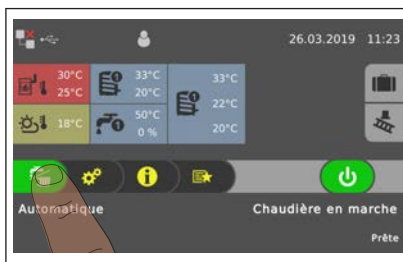 26.03.2019 11:23
30°C
25°C
33°C
20°C
33°C
22°C
20°C
18°C
50°C
0 %
Automatique
Chaudière en marche
Prête